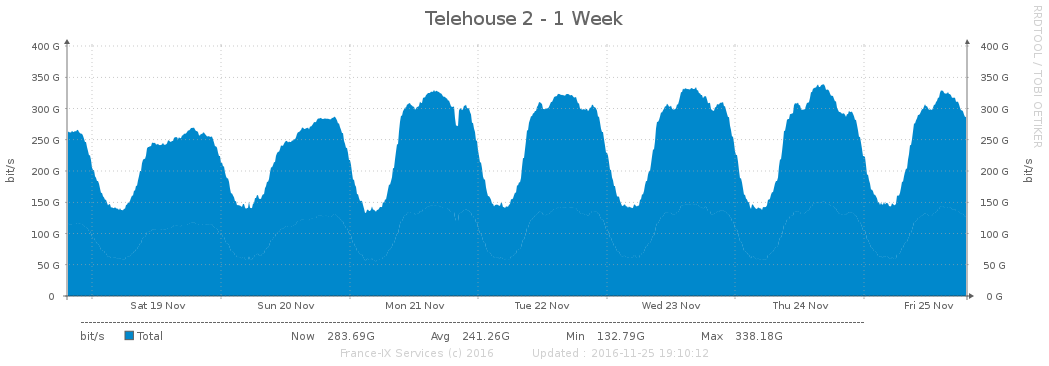 Telehouse 2 - 1 Week
RRDTOOL / TOBI OETIKER
400 G 400 G
350 G 350 G
300 G 300 G
250 G 250 G
200 G 200 G
150 G 150 G
100 G 100 G
50 G 50 G
0 0 G
bit/s bit/s
Sat 19 Nov Sun 20 Nov Mon 21 Nov Tue 22 Nov Wed 23 Nov Thu 24 Nov Fri 25 Nov
bit/s Total Now 283.69G Avg 241.26G Min 132.79G Max 338.18G
France-IX Services (c) 2016 Updated : 2016-11-25 19:10:12